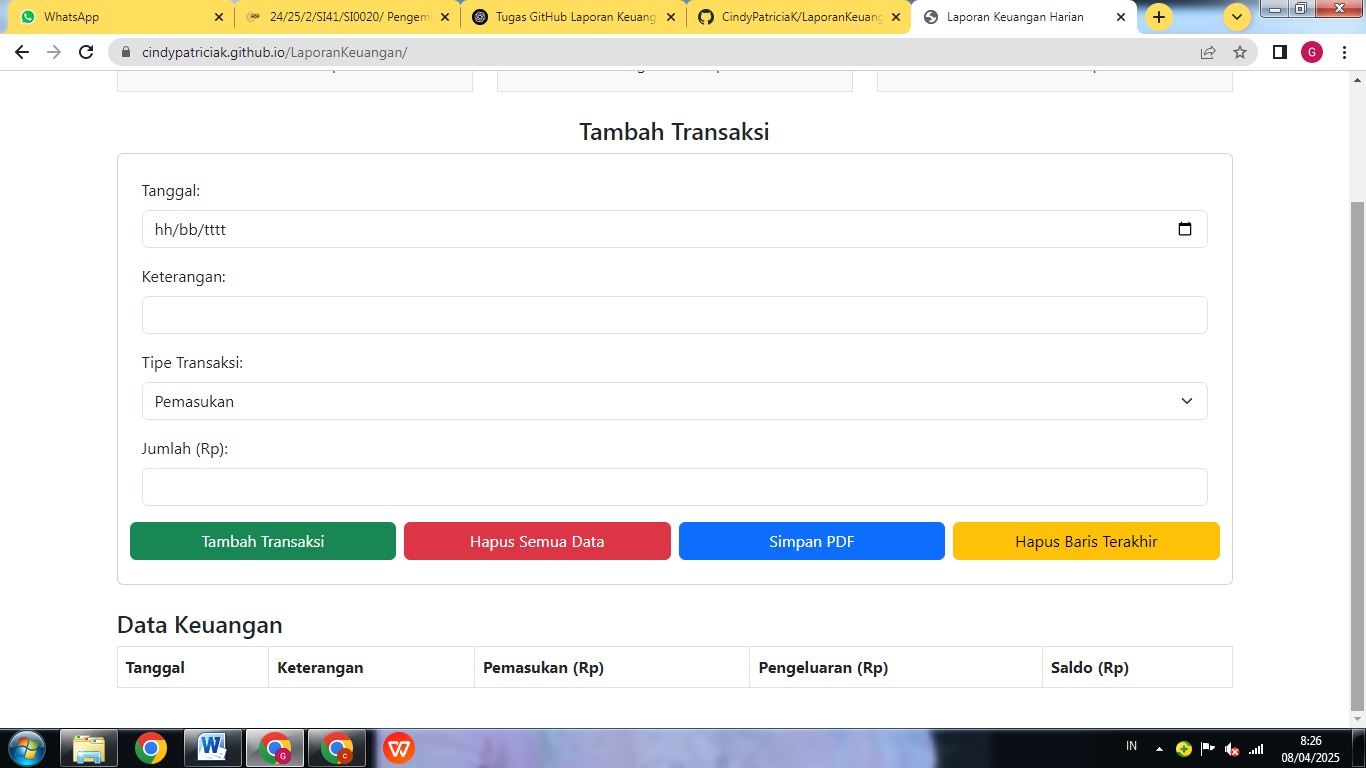 WhatsApp
24/25/2/SI41/SI0020/ Pengem
Tugas GitHub Laporan Keuang
CindyPatriciaK/LaporanKeuang
Laporan Keuangan Harian
cindypatriciak.github.io/LaporanKeuangan/
G
Tambah Transaksi
Tanggal:
hh/bb/tttt
Keterangan:
Tipe Transaksi:
Pemasukan
Jumlah (Rp):
Tambah Transaksi
Hapus Semua Data
Simpan PDF
Hapus Baris Terakhir
Data Keuangan
Tanggal
Keterangan
Pemasukan (Rp)
Pengeluaran (Rp)
Saldo (Rp)
IN
8:26
08/04/2025